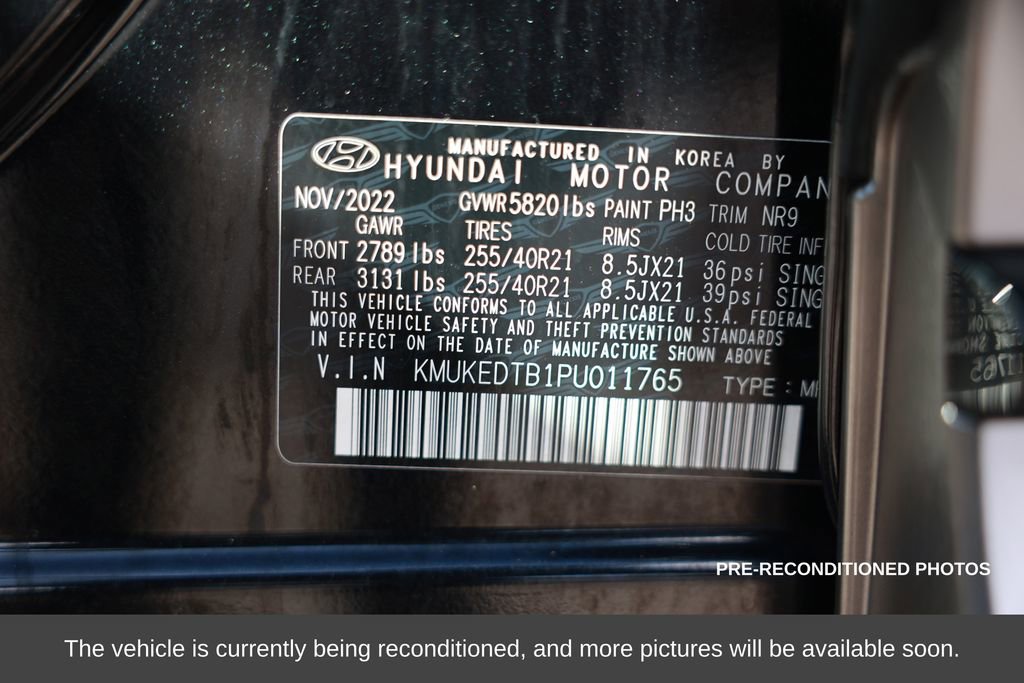 MANUFACTURED IN KOREA BY
HYUNDAI MOTOR COMPAN
NOV/2022 GVWR 5820lbs PAINT PH3 TRIM NR9
GAWR TIRES RIMS COLD TIRE INF
FRONT 2789 lbs 255/40R21 8.5JX21 36psi SING
REAR 3131 lbs 255/40R21 8.5JX21 39psi SING
THIS VEHICLE CONFORMS TO ALL APPLICABLE U.S.A. FEDERAL
MOTOR VEHICLE SAFETY AND THEFT PREVENTION STANDARDS
IN EFFECT ON THE DATE OF MANUFACTURE SHOWN ABOVE
V.I.N KMUKEDTB1PU011765 TYPE : M
PRE-RECONDITIONED PHOTOS
The vehicle is currently being reconditioned, and more pictures will be available soon.